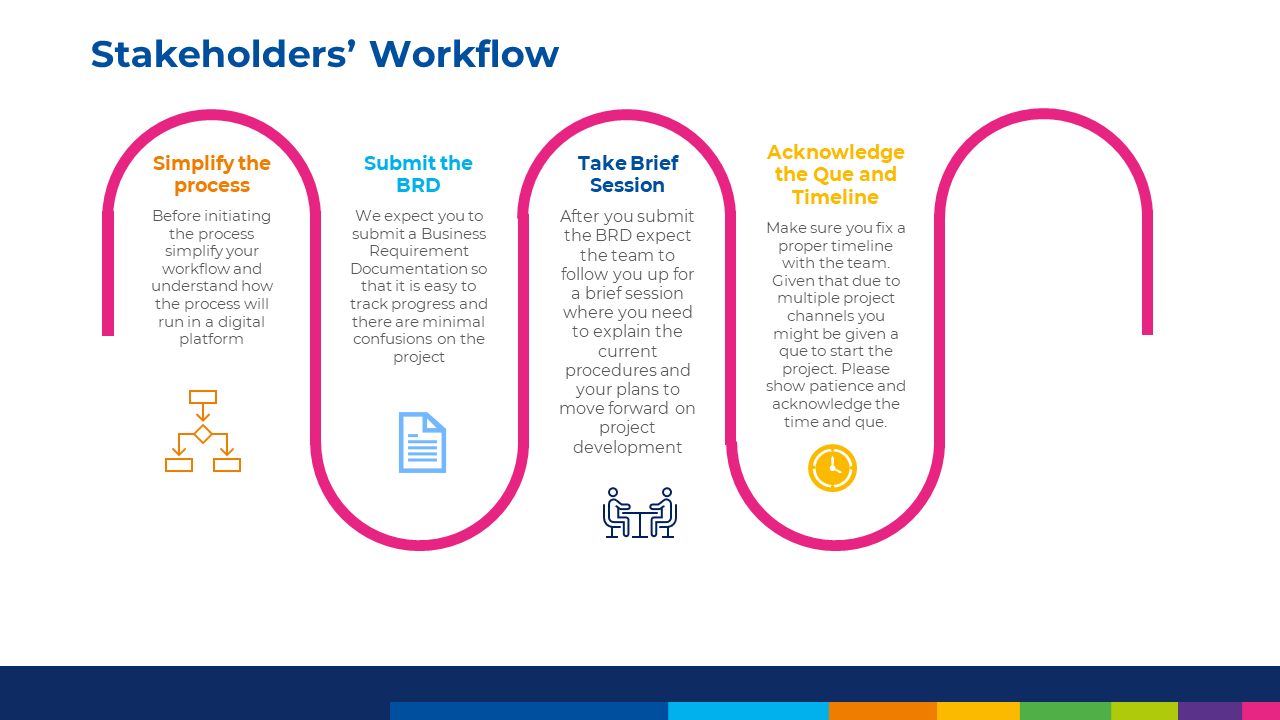 Stakeholders’ Workflow
Simplify the
process
Before initiating
the process
simplify your
workflow and
understand how
the process will
run in a digital
platform
Submit the
BRD
We expect you to
submit a Business
Requirement
Documentation so
that it is easy to
track progress and
there are minimal
confusions on the
project
Take Brief
Session
After you submit
the BRD expect
the team to
follow you up for
a brief session
where you need
to explain the
current
procedures and
your plans to
move forward on
project
development
Acknowledge
the Que and
Timeline
Make sure you fix a
proper timeline
with the team.
Given that due to
multiple project
channels you
might be given a
que to start the
project. Please
show patience and
acknowledge the
time and que.